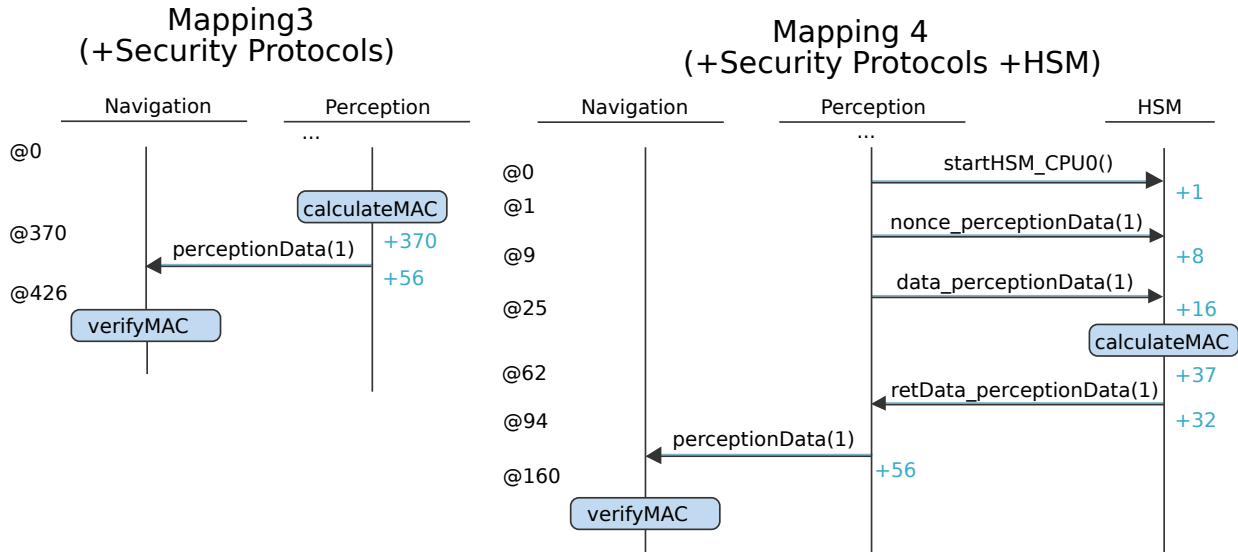 Mapping3
(+Security Protocols)
Navigation
Perception
...
@0
calculateMAC
@370
+370
perceptionData(1)
+56
@426
verifyMAC
Mapping 4
(+Security Protocols +HSM)
Navigation
Perception
HSM
...
@0
startHSM_CPU0()
+1
@1
nonce_perceptionData(1)
@9
+8
data_perceptionData(1)
@25
+16
calculateMAC
@62
+37
retData_perceptionData(1)
@94
+32
perceptionData(1)
@160
+56
verifyMAC